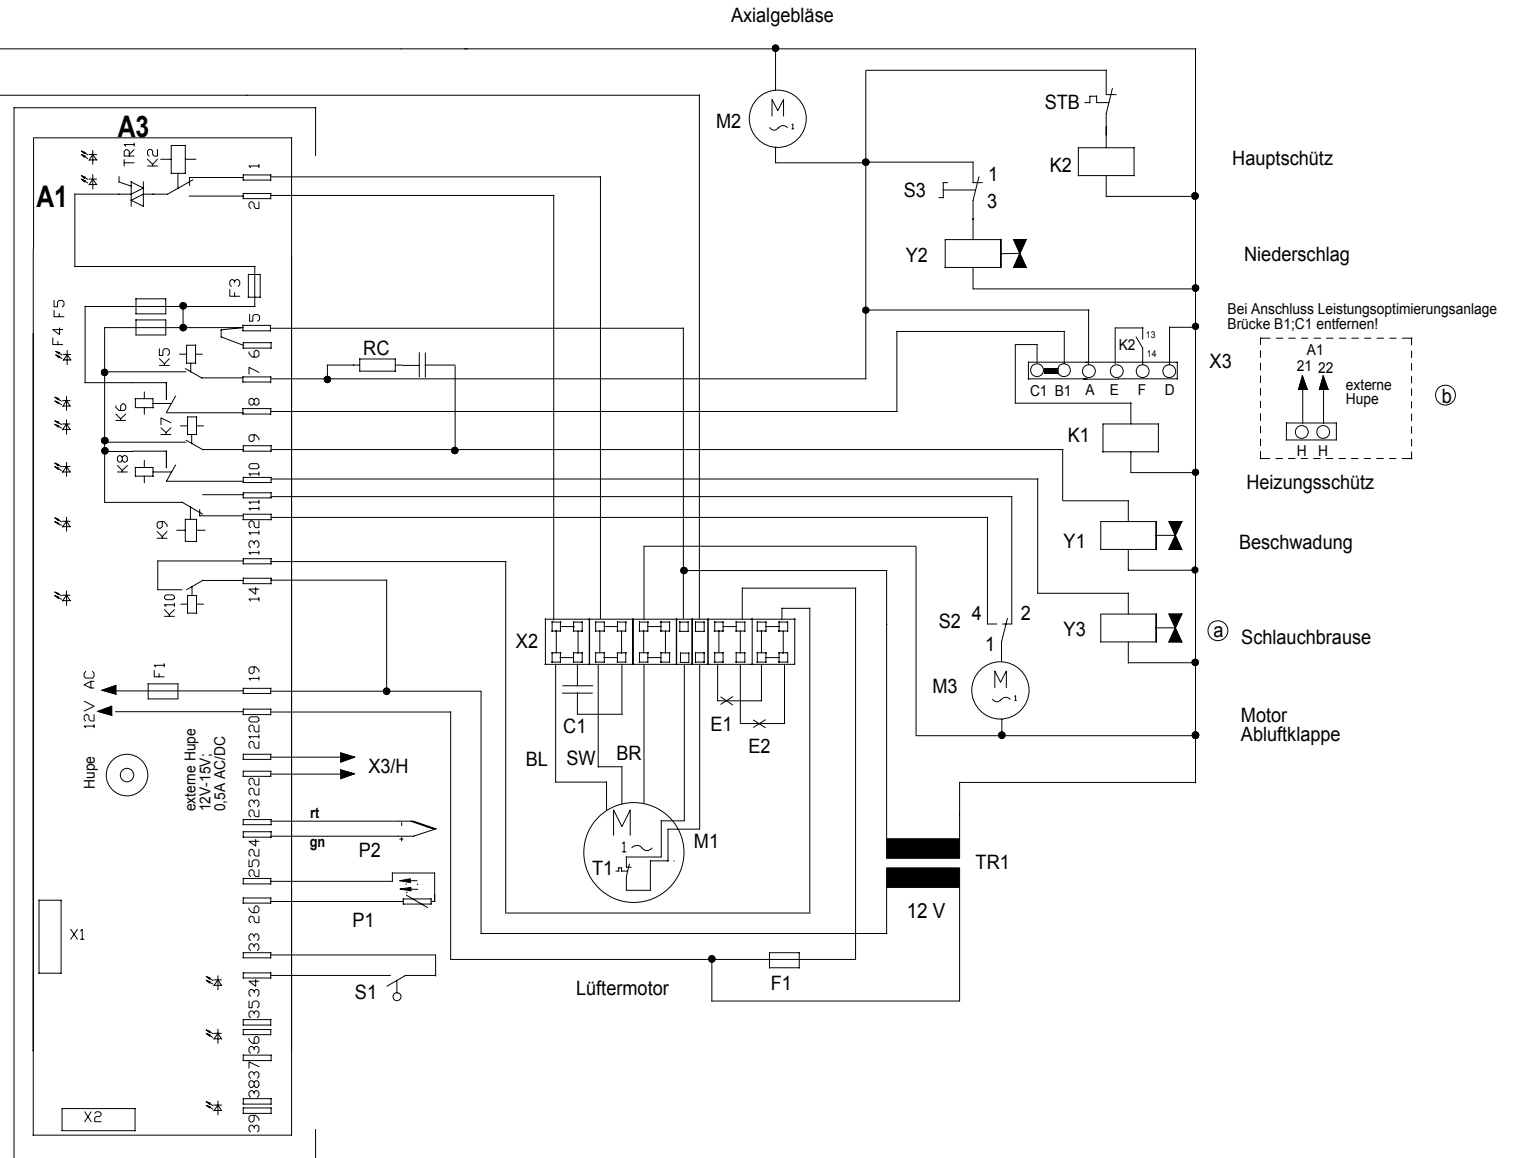 Axialgebläse
A3
A1
TR1
K2
1
2
M2
M
1
STB
K2
Hauptschütz
S3
1
3
Y2
Niederschlag
F3
F4 F5
5
6
7
8
9
10
11
12
13
14
K5
K6
K7
K8
K9
K10
RC
Bei Anschluss Leistungsoptimierungsanlage
Brücke B1;C1 entfernen!
K2
13
14
X3
C1 B1 A E F D
A1
21 22
externe
Hupe
H H
b
K1
Heizungsschütz
Y1
Beschwadung
Y3
a
Schlauchbrause
S2
4
2
1
M3
M
1
Motor
Abluftklappe
X2
C1
E1
E2
BL
SW
BR
M
1
T1
M1
12V AC
F1
19
20
21
22
23
24
25
26
33
34
35
36
37
38
39
Hupe
externe Hupe
12V-15V;
0,5A AC/DC
X3/H
rt
gn
-
+
P2
P1
S1
X1
X2
TR1
12 V
F1
Lüftermotor